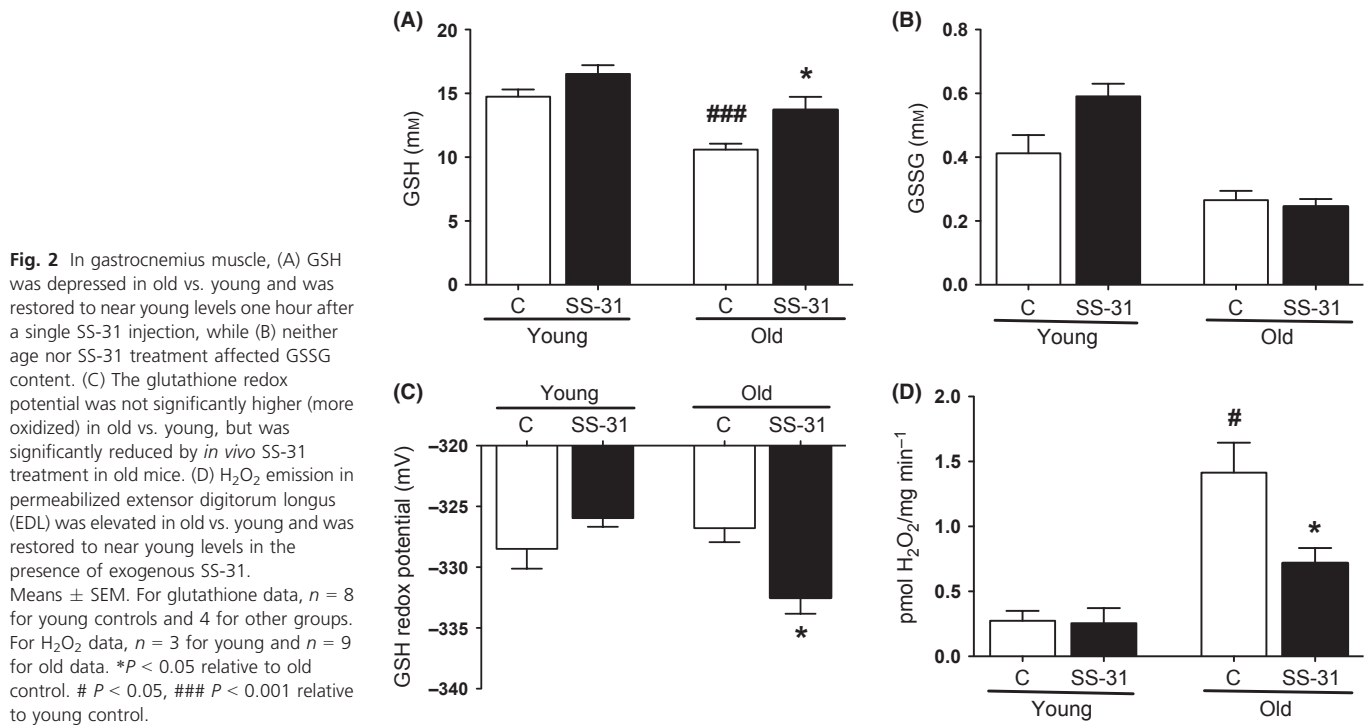 (A)
20
15
10
5
0
GSH (mM)
###
*
C SS-31 C SS-31
Young Old
(B)
0.8
0.6
0.4
0.2
0.0
GSSG (mM)
C SS-31 C SS-31
Young Old
Fig. 2 In gastrocnemius muscle, (A) GSH
was depressed in old vs. young and was
restored to near young levels one hour after
a single SS-31 injection, while (B) neither
age nor SS-31 treatment affected GSSG
content. (C) The glutathione redox
potential was not significantly higher (more
oxidized) in old vs. young, but was
significantly reduced by in vivo SS-31
treatment in old mice. (D) H₂O₂ emission in
permeabilized extensor digitorum longus
(EDL) was elevated in old vs. young and was
restored to near young levels in the
presence of exogenous SS-31.
Means ± SEM. For glutathione data, n = 8
for young controls and 4 for other groups.
For H₂O₂ data, n = 3 for young and n = 9
for old data. *P < 0.05 relative to old
control. # P < 0.05, ### P < 0.001 relative
to young control.
(C)
Young Old
C SS-31 C SS-31
−320
−325
−330
−335
−340
GSH redox potential (mV)
*
(D)
2.0
1.5
1.0
0.5
0.0
pmol H₂O₂/mg min⁻¹
#
*
C SS-31 C SS-31
Young Old